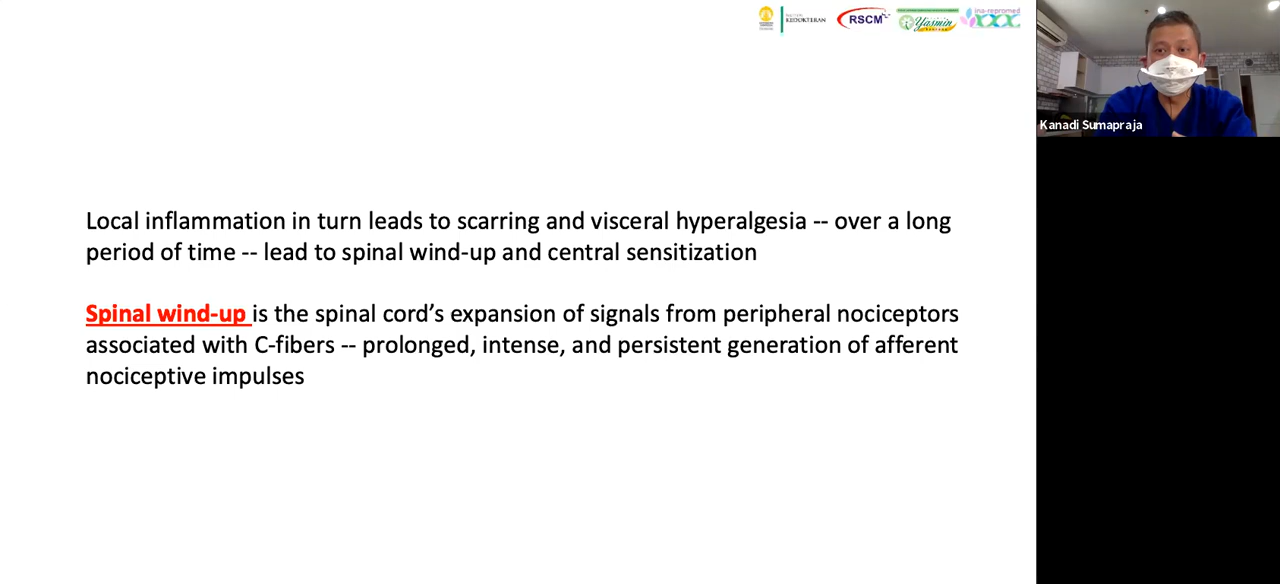 KEDOKTERAN
RSCM
Yasmin
ina-repromed
Kanadi Sumapraja
Local inflammation in turn leads to scarring and visceral hyperalgesia -- over a long
period of time -- lead to spinal wind-up and central sensitization
Spinal wind-up is the spinal cord’s expansion of signals from peripheral nociceptors
associated with C-fibers -- prolonged, intense, and persistent generation of afferent
nociceptive impulses